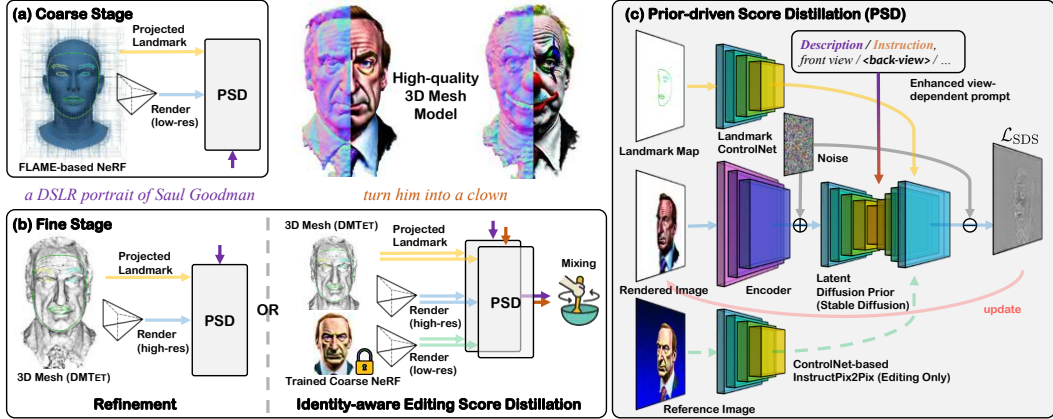 (a) Coarse Stage
Projected
Landmark
PSD
Render
(low-res)
FLAME-based NeRF
High-quality
3D Mesh
Model
a DSLR portrait of Saul Goodman
turn him into a clown
(b) Fine Stage
Projected
Landmark
PSD
Render
(high-res)
3D Mesh (DMTET)
Refinement
OR
3D Mesh (DMTET)
Projected
Landmark
Render
(high-res)
PSD
Mixing
Render
(low-res)
Trained Coarse NeRF
Identity-aware Editing Score Distillation
(c) Prior-driven Score Distillation (PSD)
Description / Instruction,
front view / <back-view> / ...
Enhanced view-
dependent prompt
Landmark Map
Landmark
ControlNet
Noise
ℒSDS
Rendered Image
Encoder
Latent
Diffusion Prior
(Stable Diffusion)
update
ControlNet-based
InstructPix2Pix (Editing Only)
Reference Image